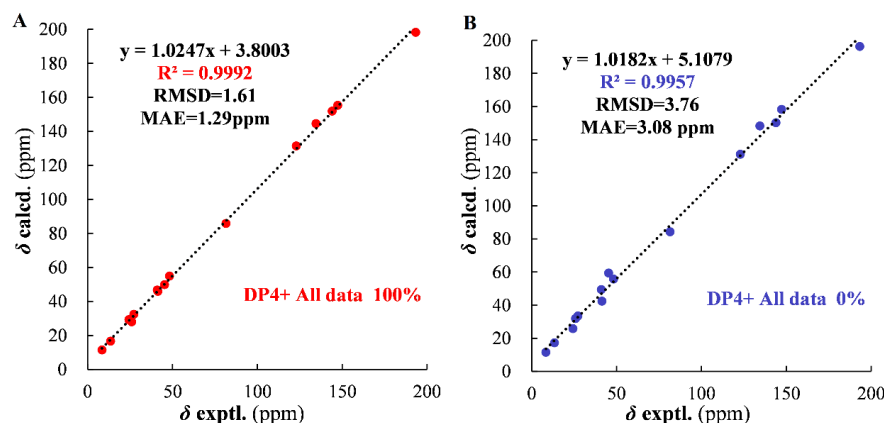 A
y = 1.0247x + 3.8003
R² = 0.9992
RMSD=1.61
MAE=1.29ppm
DP4+ All data 100%
δ calcd. (ppm)
200
180
160
140
120
100
80
60
40
20
0
0 50 100 150 200
δ exptl. (ppm)
B
y = 1.0182x + 5.1079
R² = 0.9957
RMSD=3.76
MAE=3.08 ppm
DP4+ All data 0%
δ calcd. (ppm)
200
180
160
140
120
100
80
60
40
20
0
0 50 100 150 200
δ exptl. (ppm)